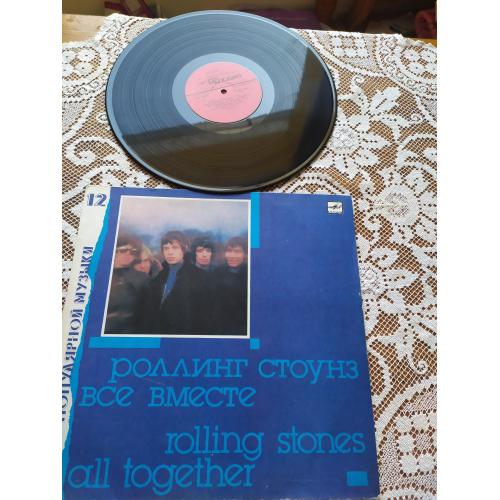 12
ПОПУЛЯРНОЙ МУЗЫКИ
роллинг стоунз
все вместе
rolling stones
all together